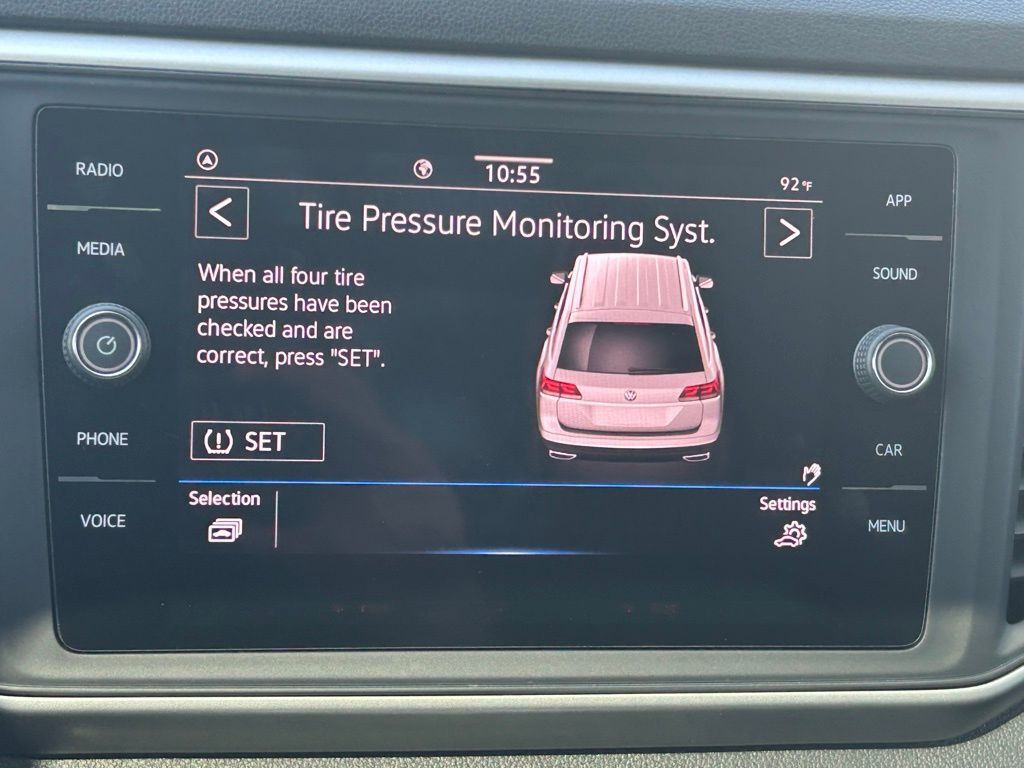 RADIO
MEDIA
PHONE
VOICE
10:55
92°F
Tire Pressure Monitoring Syst.
When all four tire
pressures have been
checked and are
correct, press "SET".
SET
Selection
Settings
APP
SOUND
CAR
MENU